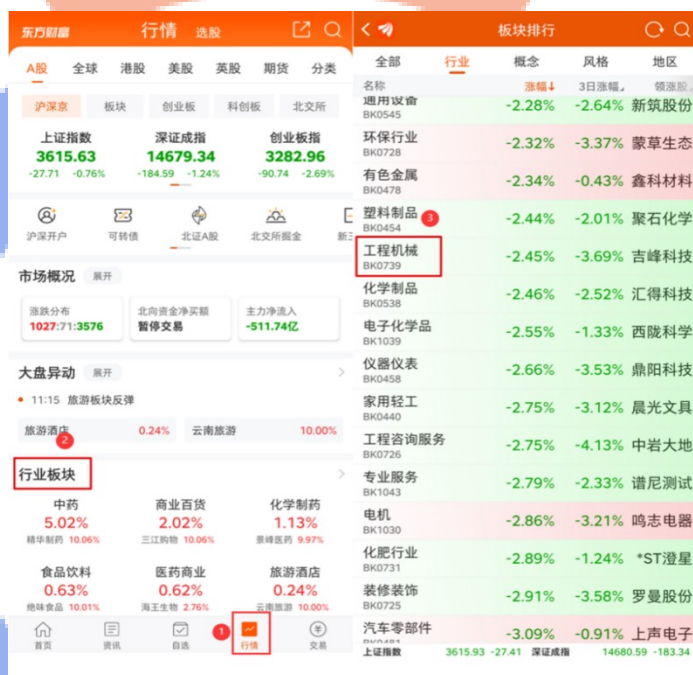 东方财富 行情 选股
A股 全球 港股 美股 英股 期货 分类
沪深京 板块 创业板 科创板 北交所
上证指数 深证成指 创业板指
3615.63 14679.34 3282.96
-27.71 -0.76% -184.59 -1.24% -90.74 -2.69%
沪深开户 可转债 北证A股 北交所掘金 新三
市场概况 展开
涨跌分布 北向资金净买额 主力净流入
1027:71:3576 暂停交易 -511.74亿
大盘异动 展开
11:15 旅游板块反弹
旅游酒店 0.24% 云南旅游 10.00%
2
行业板块
中药 商业百货 化学制药
5.02% 2.02% 1.13%
精华制药 10.06% 三江购物 10.06% 景峰医药 9.97%
食品饮料 医药商业 旅游酒店
0.63% 0.62% 0.24%
绝味食品 10.01% 海王生物 2.76% 云南旅游 10.00%
1
首页 资讯 自选 行情 交易
板块排行
全部 行业 概念 风格 地区
名称 涨幅 3日涨幅 领涨股
通用设备 -2.28% -2.64% 新筑股份
BK0545
环保行业 -2.32% -3.37% 蒙草生态
BK0728
有色金属 -2.34% -0.43% 鑫科材料
BK0478
塑料制品 3 -2.44% -2.01% 聚石化学
BK0454
工程机械 -2.45% -3.69% 吉峰科技
BK0739
化学制品 -2.46% -2.52% 汇得科技
BK0538
电子化学品 -2.55% -1.33% 西陇科学
BK1039
仪器仪表 -2.66% -3.53% 鼎阳科技
BK0458
家用轻工 -2.75% -3.12% 晨光文具
BK0440
工程咨询服务 -2.75% -4.13% 中岩大地
BK0726
专业服务 -2.79% -2.33% 谱尼测试
BK1043
电机 -2.86% -3.21% 鸣志电器
BK1030
化肥行业 -2.89% -1.24% *ST澄星
BK0731
装修装饰 -2.91% -3.58% 罗曼股份
BK0725
汽车零部件 -3.09% -0.91% 上声电子
BK0481
上证指数 3615.93 -27.41 深证成指 14680.59 -183.34